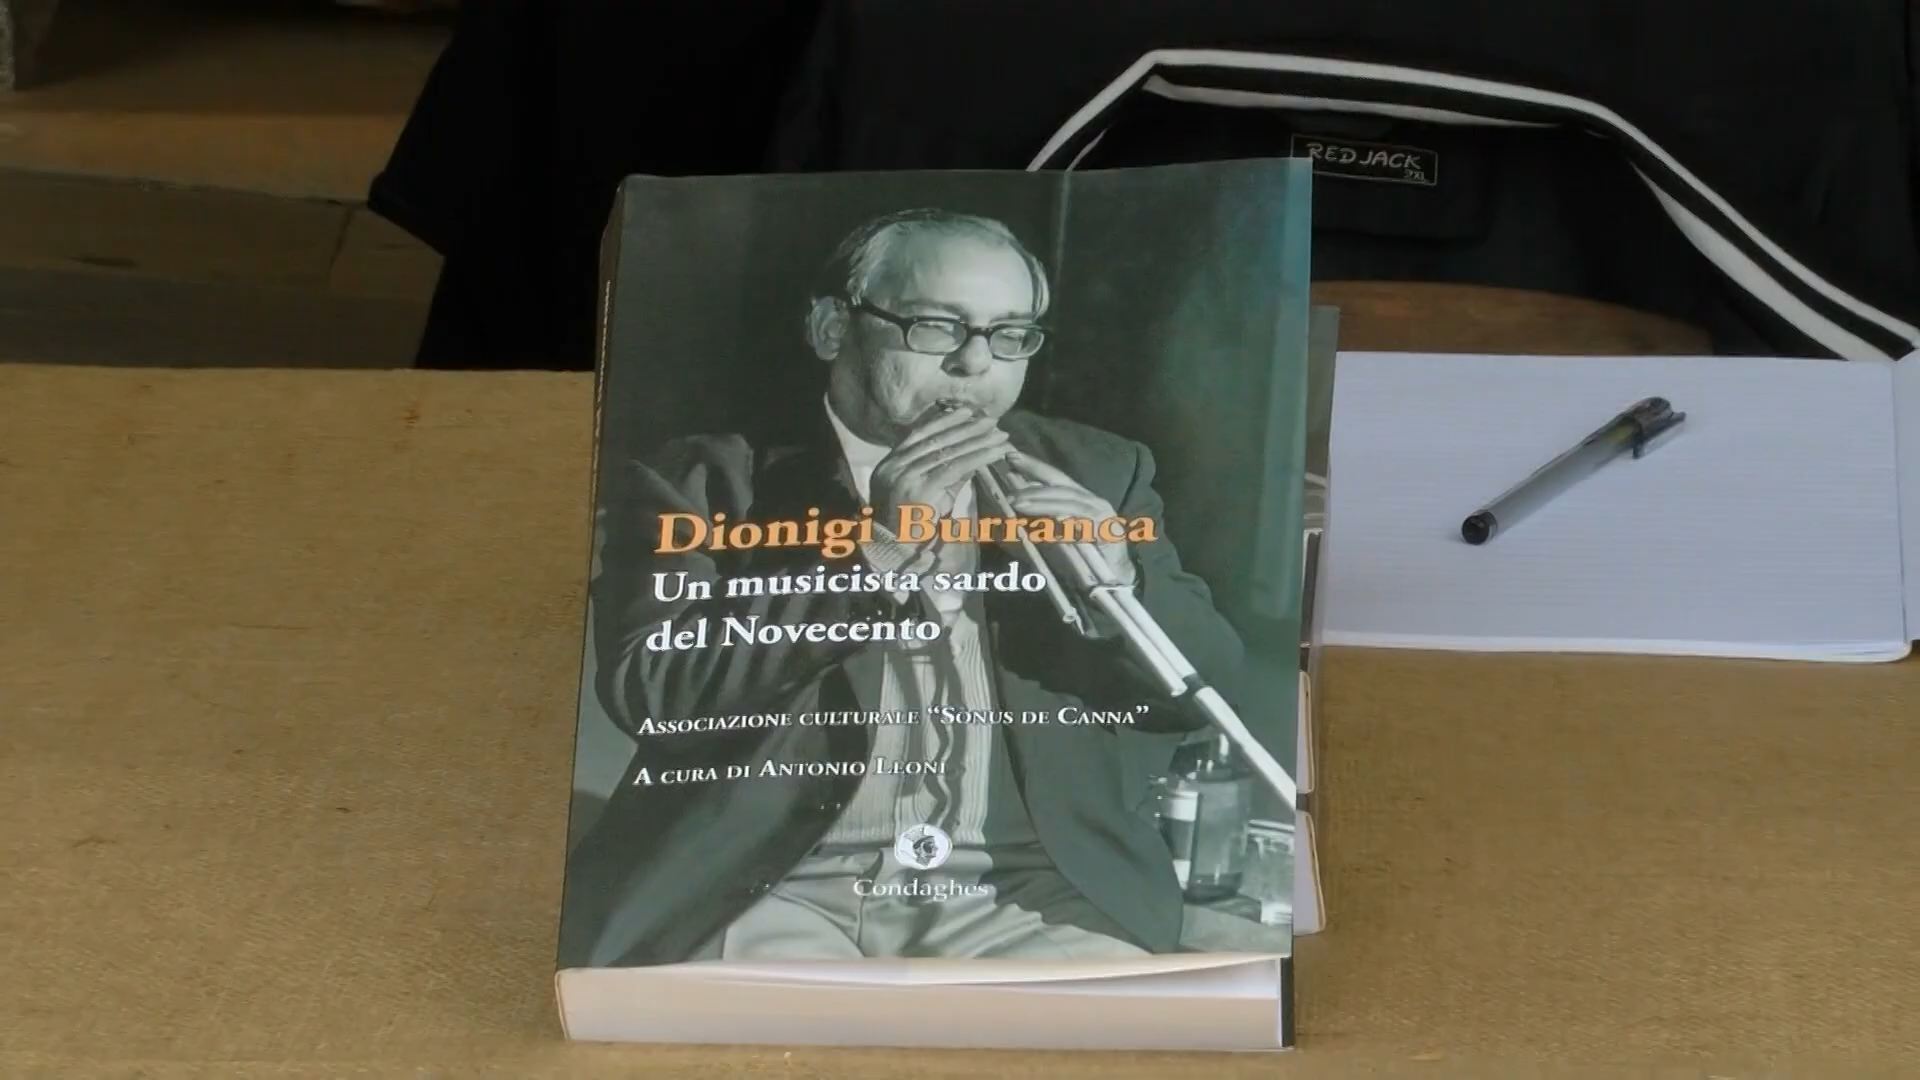 RED JACK
2XL
Dionigi Burranca
Un musicista sardo
del Novecento
Associazione culturale “Sonus de Canna”
A cura di Antonio Leoni
Condaghes